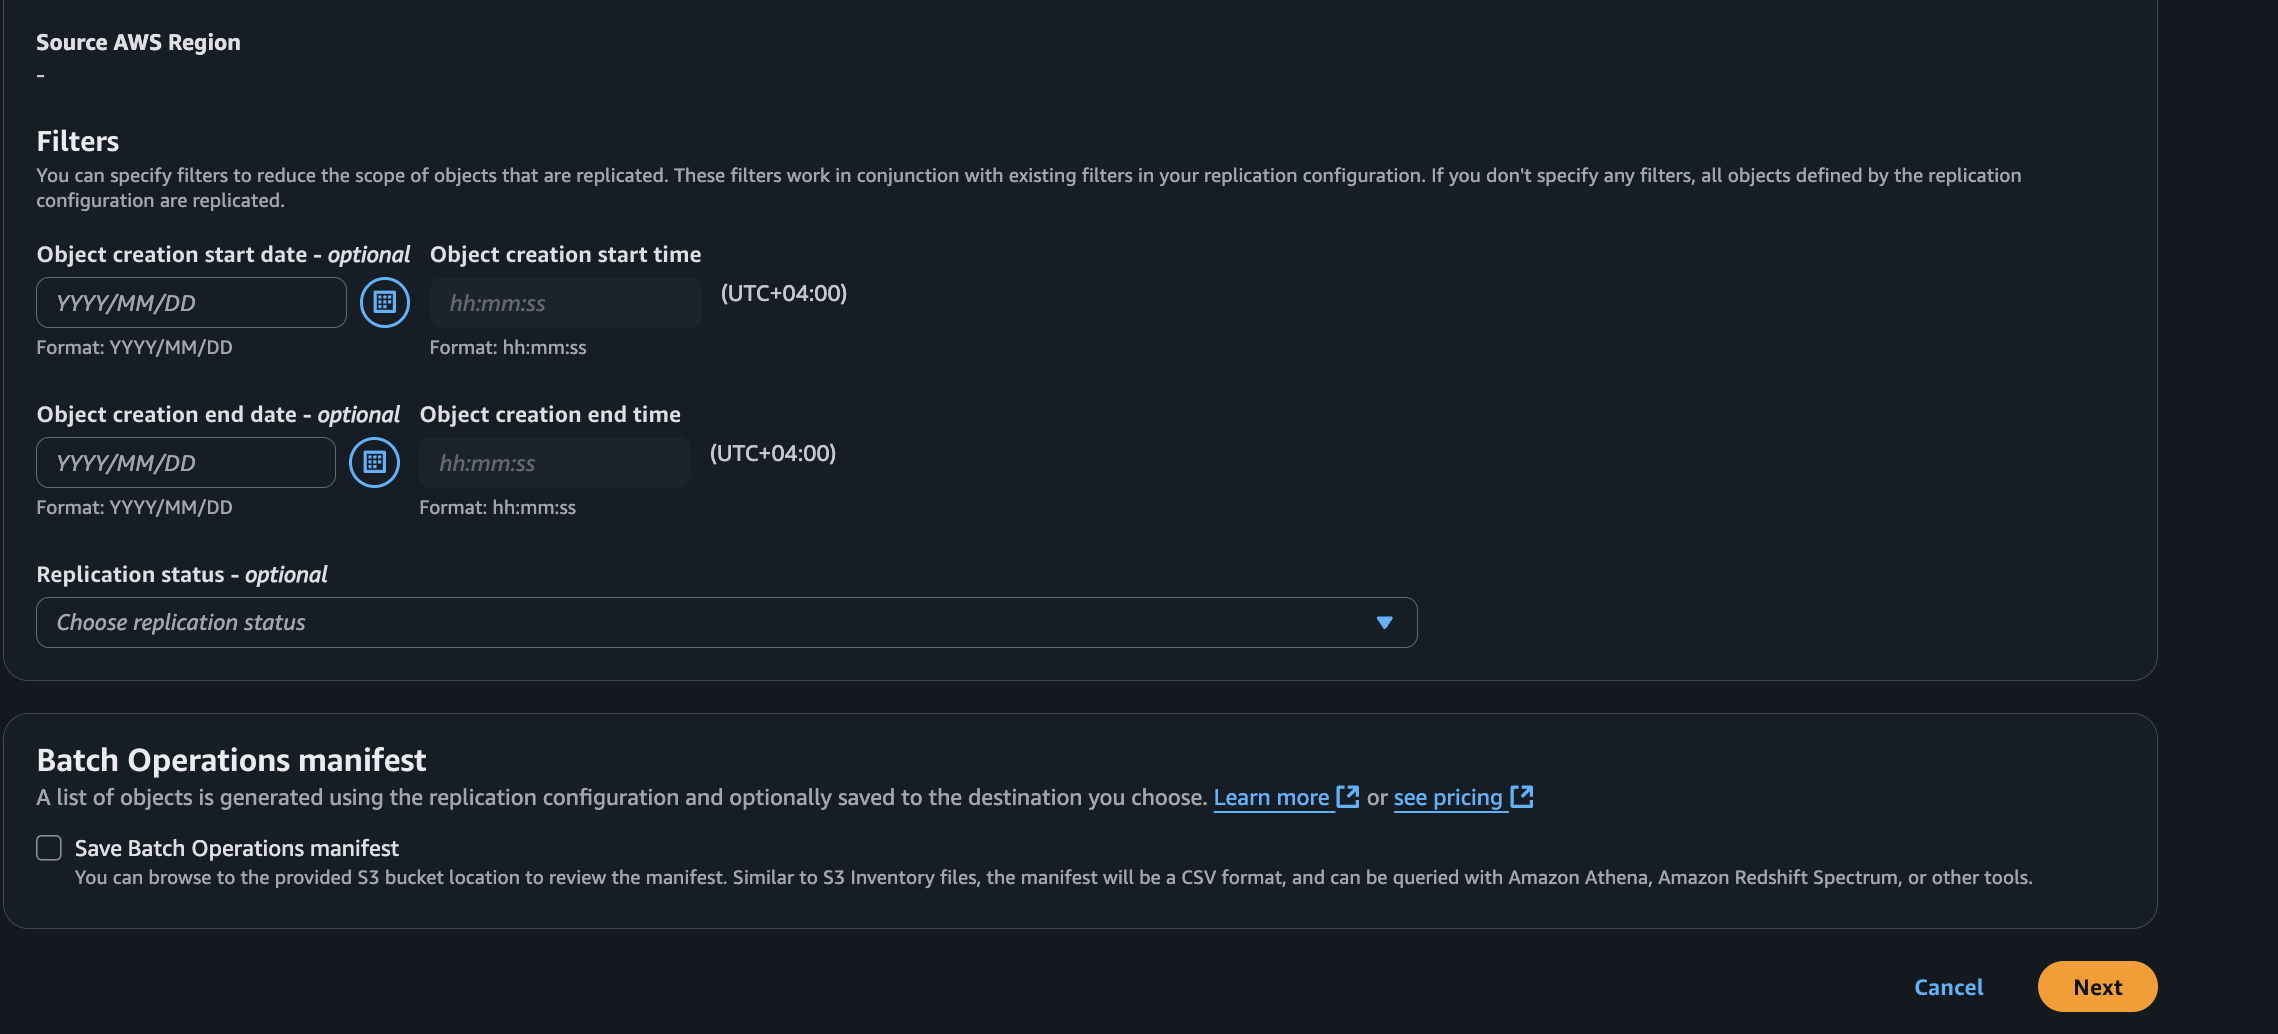 Source AWS Region
-
Filters
You can specify filters to reduce the scope of objects that are replicated. These filters work in conjunction with existing filters in your replication configuration. If you don't specify any filters, all objects defined by the replication
configuration are replicated.
Object creation start date - optional Object creation start time
YYYY/MM/DD hh:mm:ss (UTC+04:00)
Format: YYYY/MM/DD Format: hh:mm:ss
Object creation end date - optional Object creation end time
YYYY/MM/DD hh:mm:ss (UTC+04:00)
Format: YYYY/MM/DD Format: hh:mm:ss
Replication status - optional
Choose replication status
Batch Operations manifest
A list of objects is generated using the replication configuration and optionally saved to the destination you choose. Learn more or see pricing
Save Batch Operations manifest
You can browse to the provided S3 bucket location to review the manifest. Similar to S3 Inventory files, the manifest will be a CSV format, and can be queried with Amazon Athena, Amazon Redshift Spectrum, or other tools.
Cancel Next